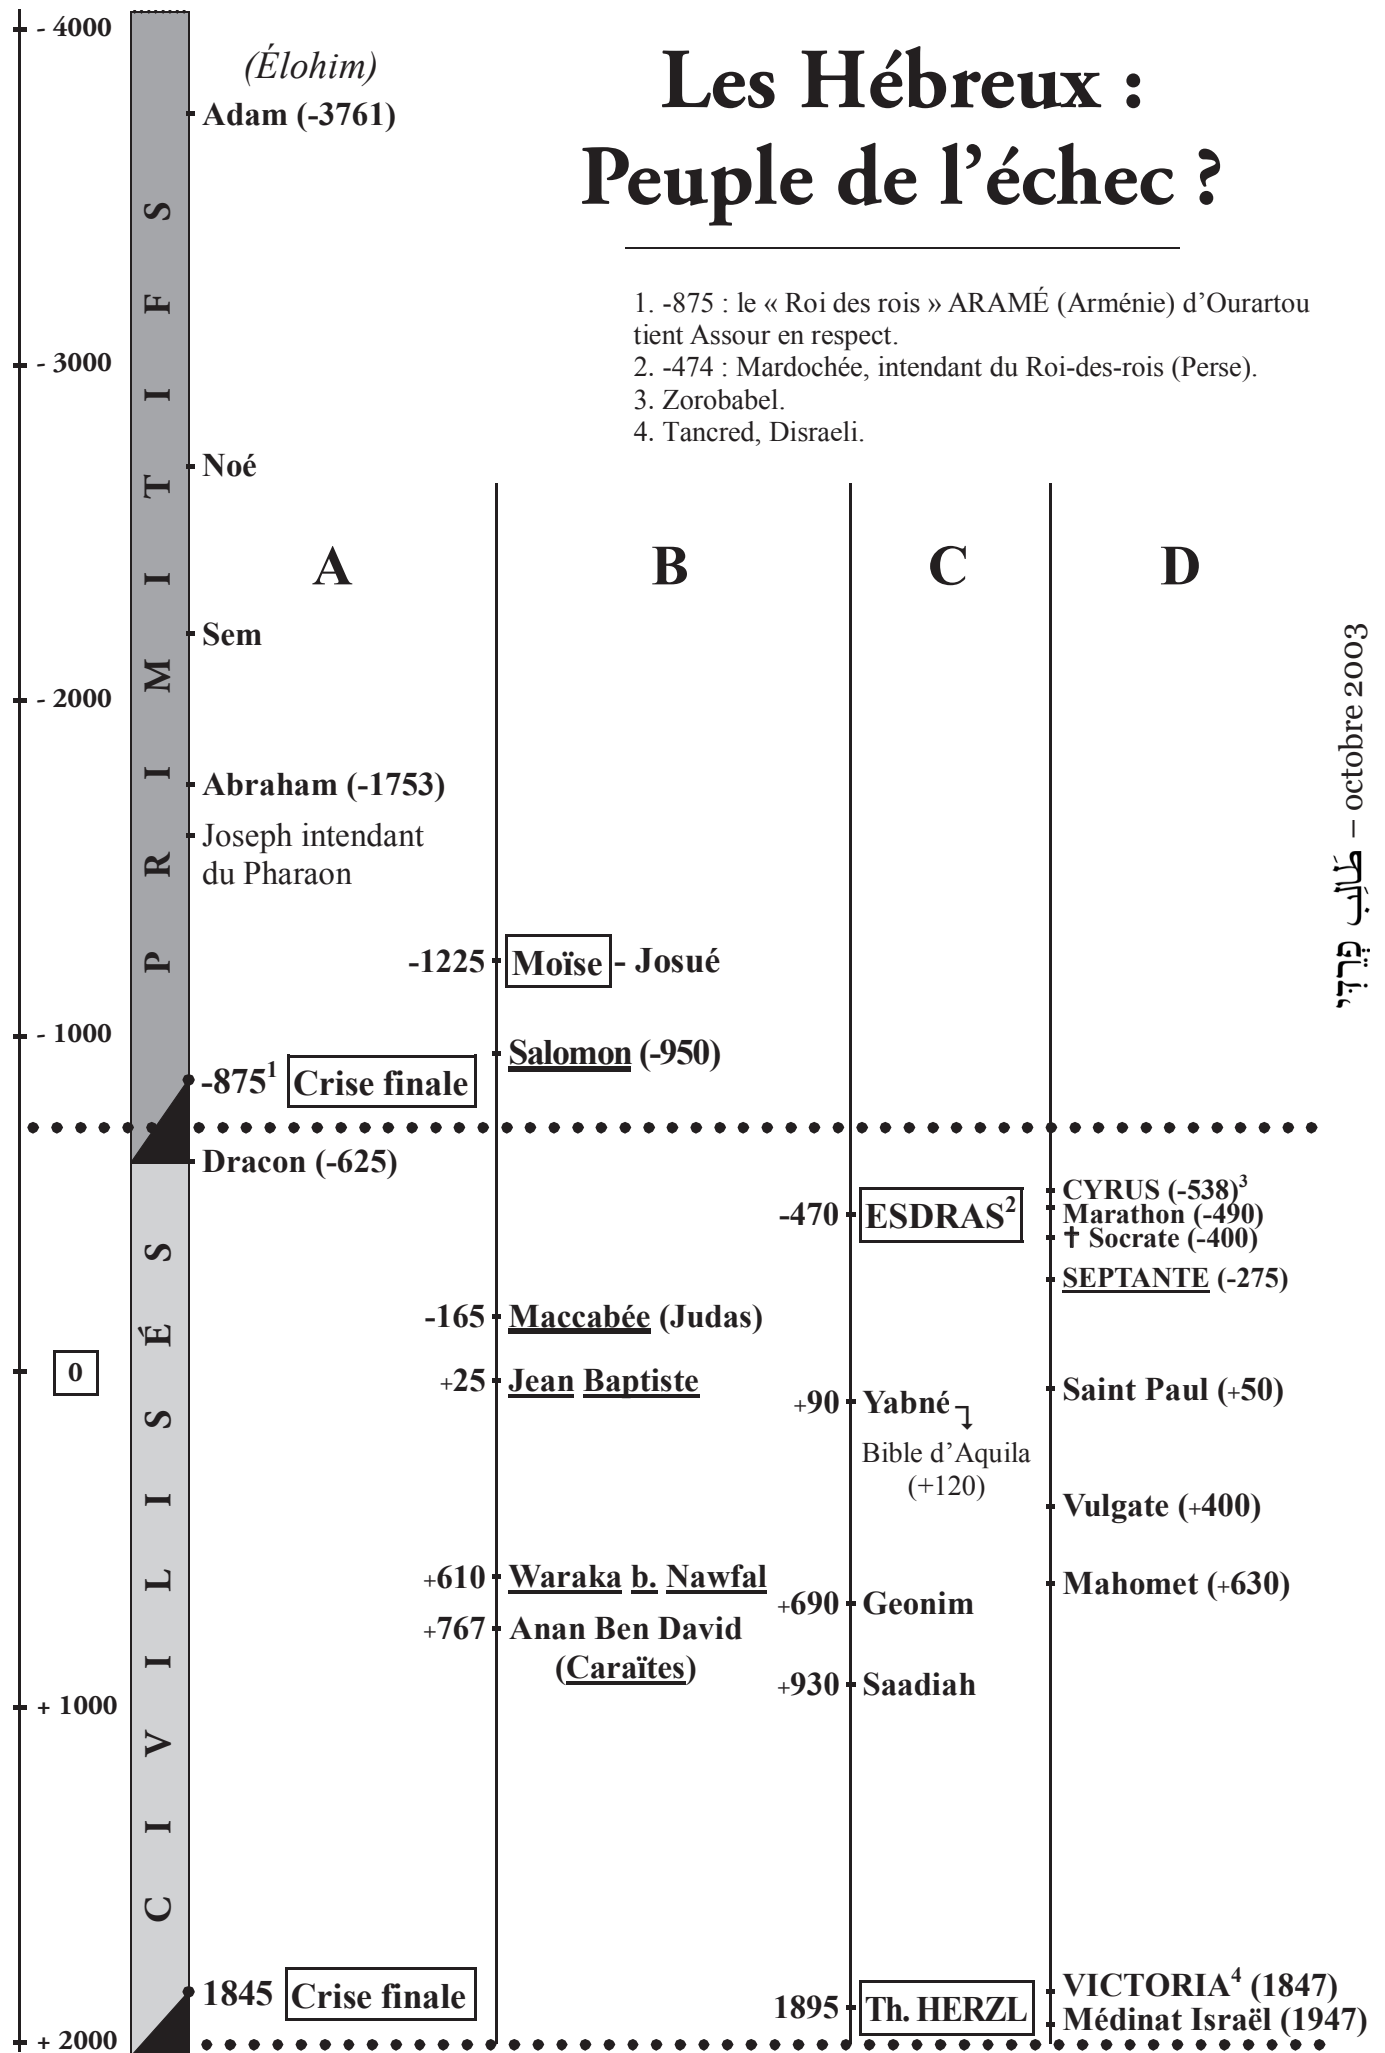 Les Hébreux :
Peuple de l’échec ?
1. -875 : le « Roi des rois » ARAMÉ (Arménie) d’Ourartou
tient Assour en respect.
2. -474 : Mardochée, intendant du Roi-des-rois (Perse).
3. Zorobabel.
4. Tancred, Disraeli.
- 4000
- 3000
- 2000
- 1000
0
+ 1000
+ 2000
PRIMITIFS
CIVILISÉS
A
(Élohim)
Adam (-3761)
Noé
Sem
Abraham (-1753)
Joseph intendant
du Pharaon
-875¹ Crise finale
Dracon (-625)
1845 Crise finale
B
-1225 Moïse - Josué
Salomon (-950)
-165 Maccabée (Judas)
+25 Jean Baptiste
+610 Waraka b. Nawfal
+767 Anan Ben David
(Caraïtes)
C
-470 ESDRAS²
+90 Yabné
Bible d’Aquila
(+120)
+690 Geonim
+930 Saadiah
1895 Th. HERZL
D
CYRUS (-538)³
Marathon (-490)
✝ Socrate (-400)
SEPTANTE (-275)
Saint Paul (+50)
Vulgate (+400)
Mahomet (+630)
VICTORIA⁴ (1847)
Médinat Israël (1947)
– octobre 2003